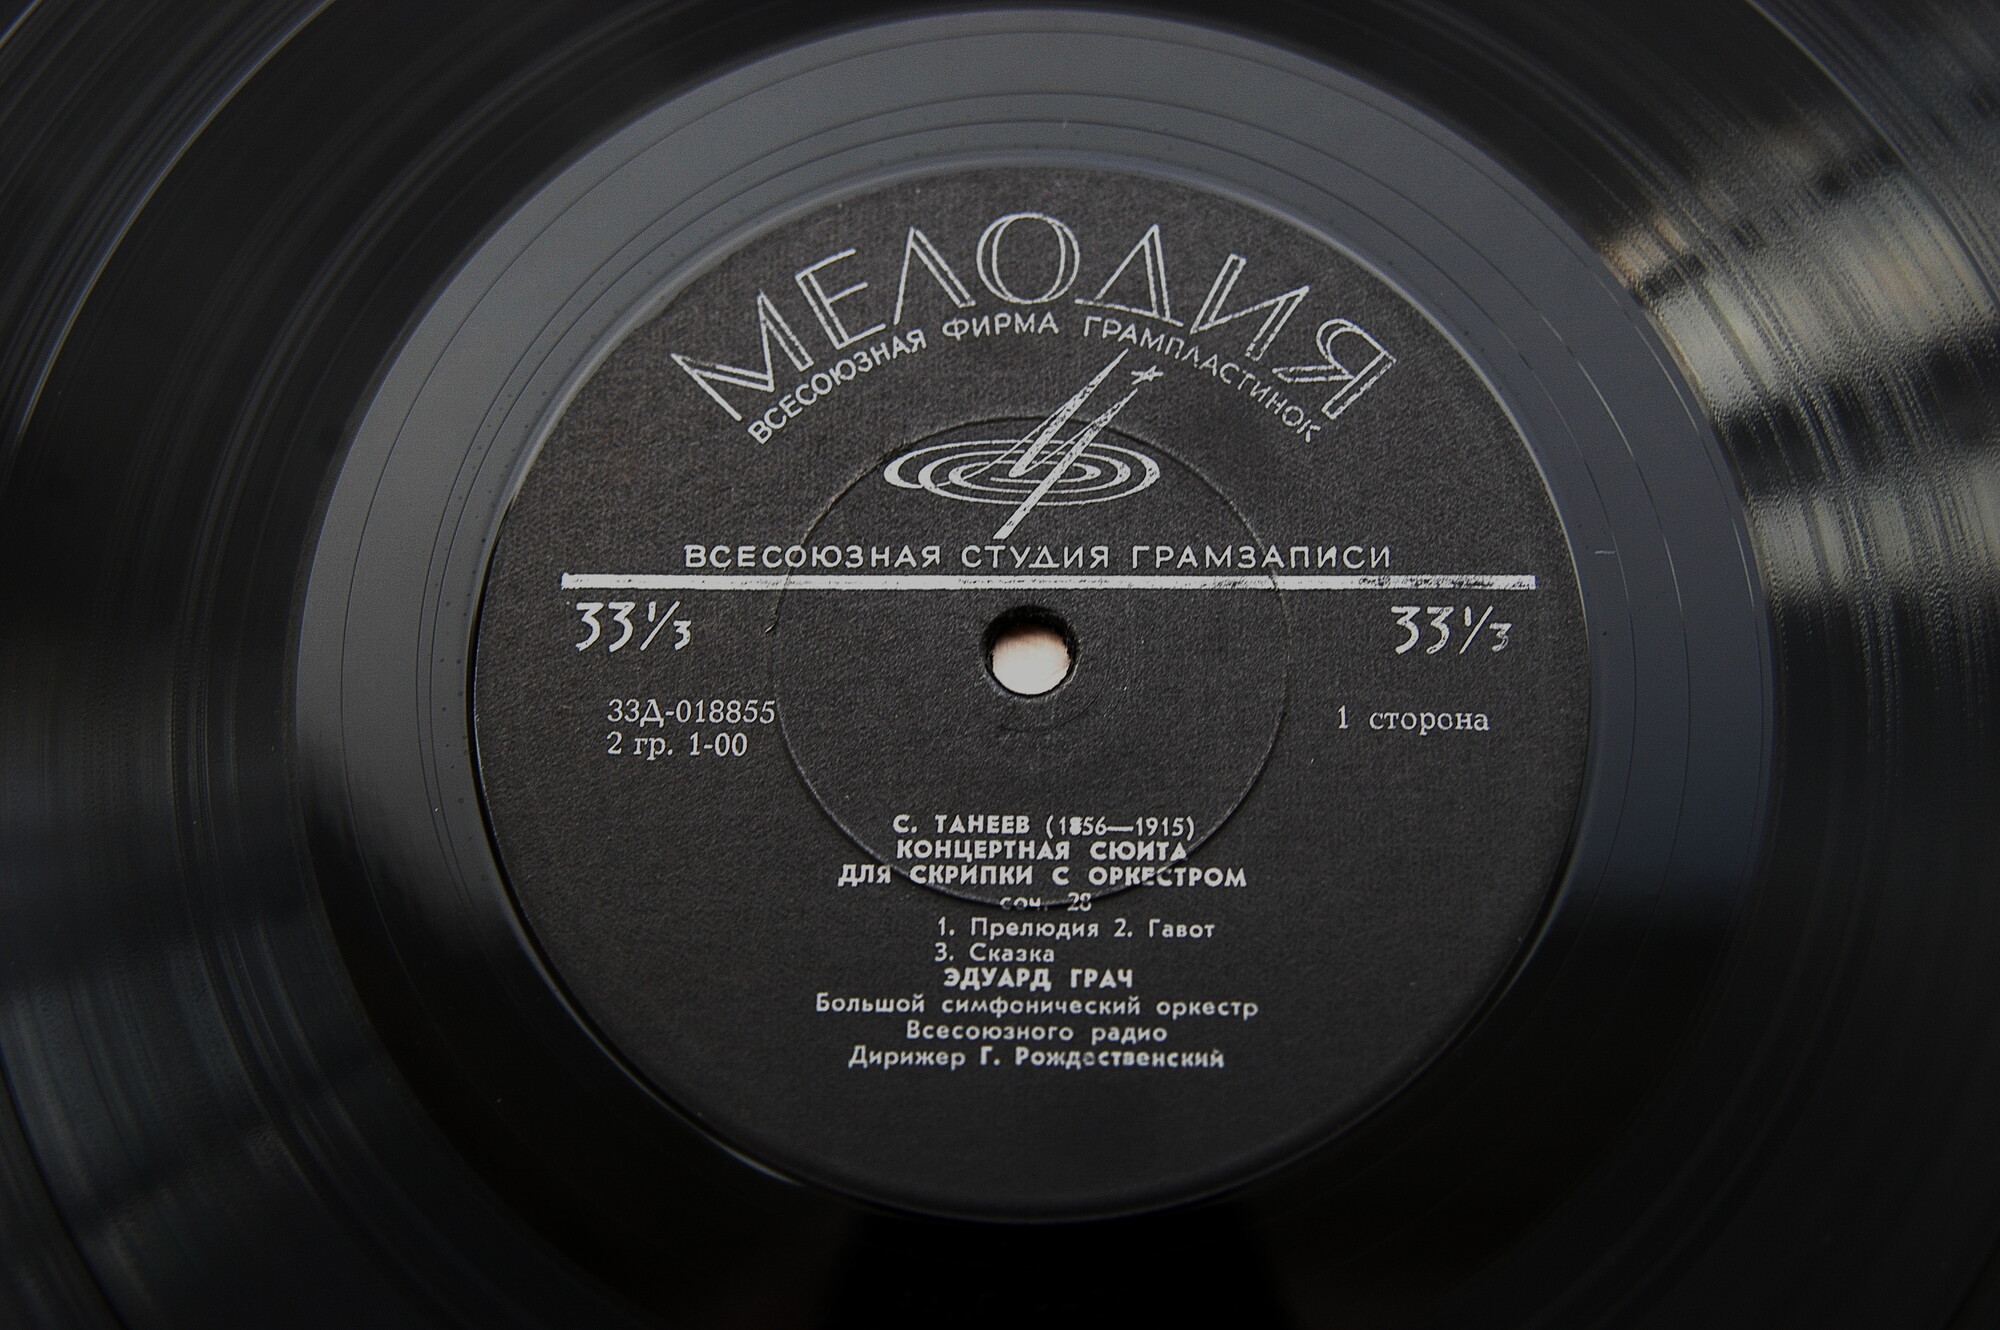 МЕЛОДИЯ
ВСЕСОЮЗНАЯ ФИРМА ГРАМПЛАСТИНОК
ВСЕСОЮЗНАЯ СТУДИЯ ГРАМЗАПИСИ
33⅓ 33⅓
33Д-018855 1 сторона
2 гр. 1-00
С. ТАНЕЕВ (1856—1915)
КОНЦЕРТНАЯ СЮИТА
ДЛЯ СКРИПКИ С ОРКЕСТРОМ
соч. 28
1. Прелюдия 2. Гавот
3. Сказка
ЭДУАРД ГРАЧ
Большой симфонический оркестр
Всесоюзного радио
Дирижер Г. Рождественский